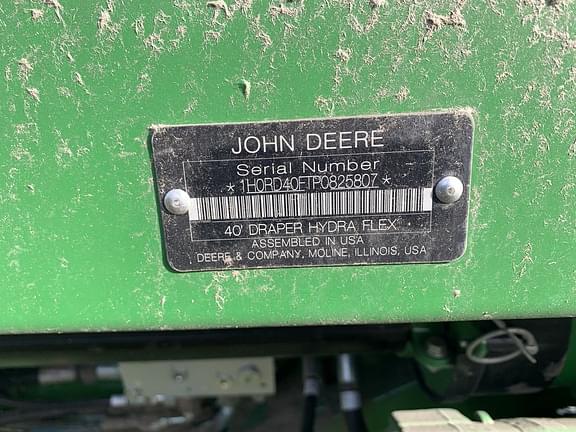 JOHN DEERE
Serial Number
*1H0RD40FTP0825807*
40' DRAPER HYDRA FLEX
ASSEMBLED IN USA
DEERE & COMPANY, MOLINE, ILLINOIS, USA